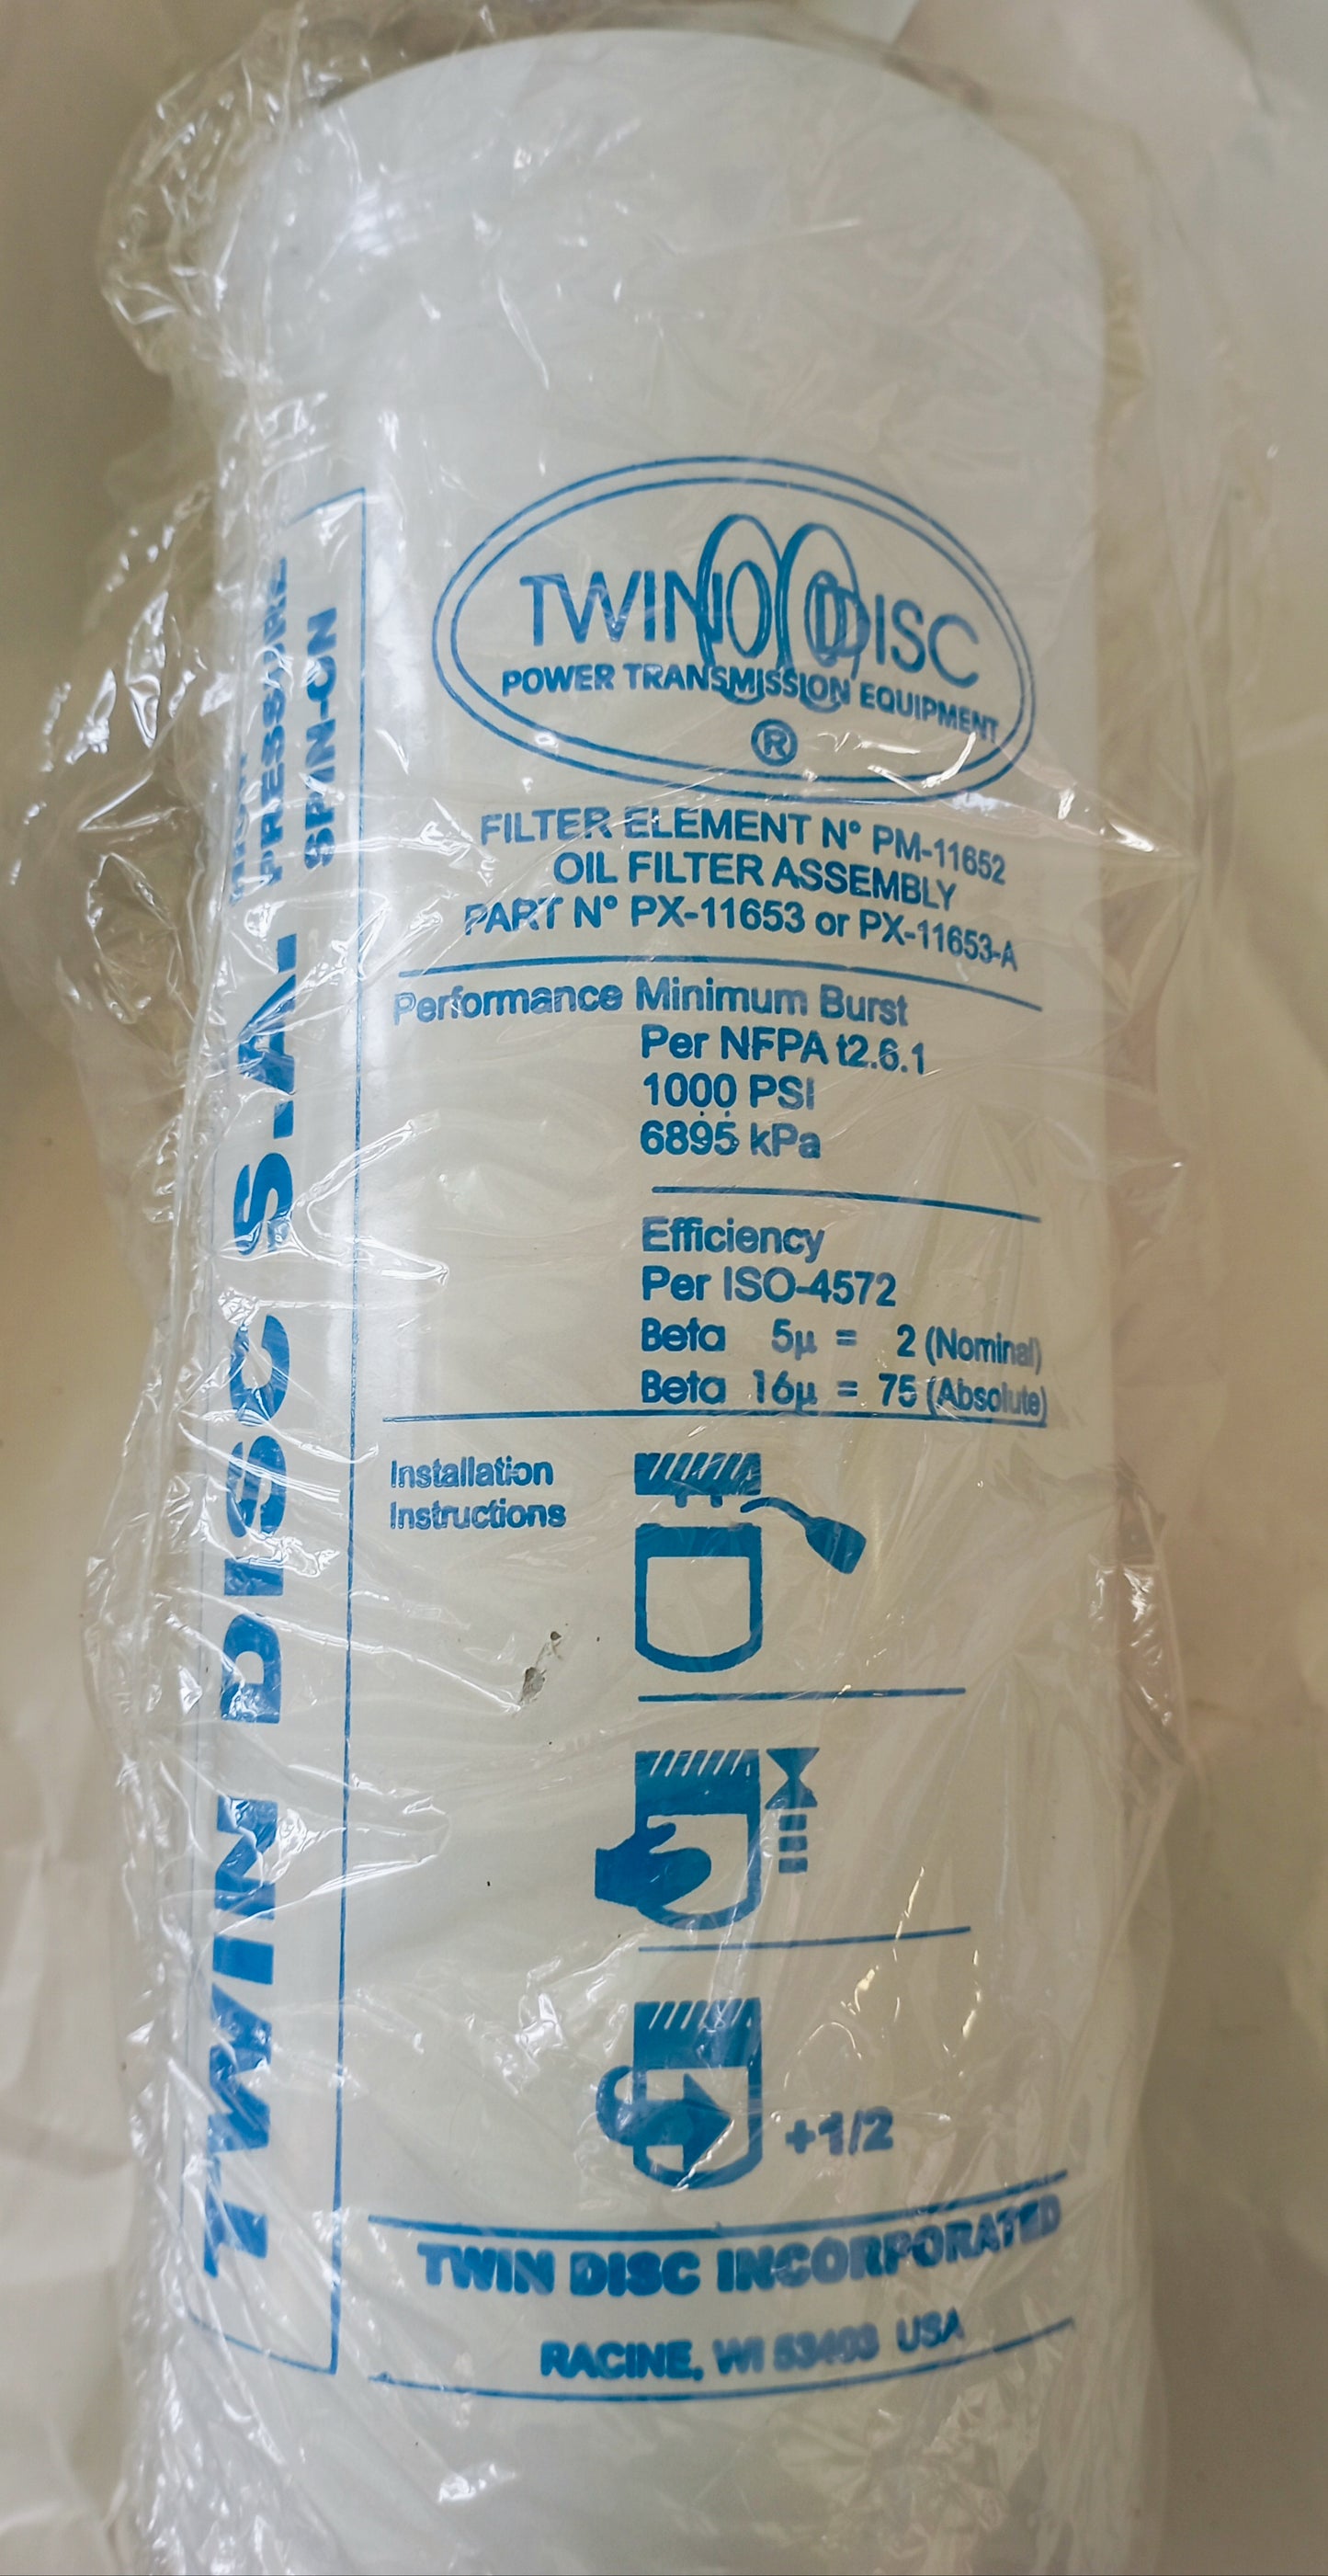 TWIN DISC
POWER TRANSMISSION EQUIPMENT
®
FILTER ELEMENT N° PM-11652
OIL FILTER ASSEMBLY
PART N° PX-11653 or PX-11653-A
Performance Minimum Burst
Per NFPA t2.6.1
1000 PSI
6895 kPa
Efficiency
Per ISO-4572
Beta 5µ = 2 (Nominal)
Beta 16µ = 75 (Absolute)
Installation
Instructions
+1/2
TWIN DISC INCORPORATED
RACINE, WI 53403 USA
TWIN DISC S.A.
PRESSURE
SPIN-ON